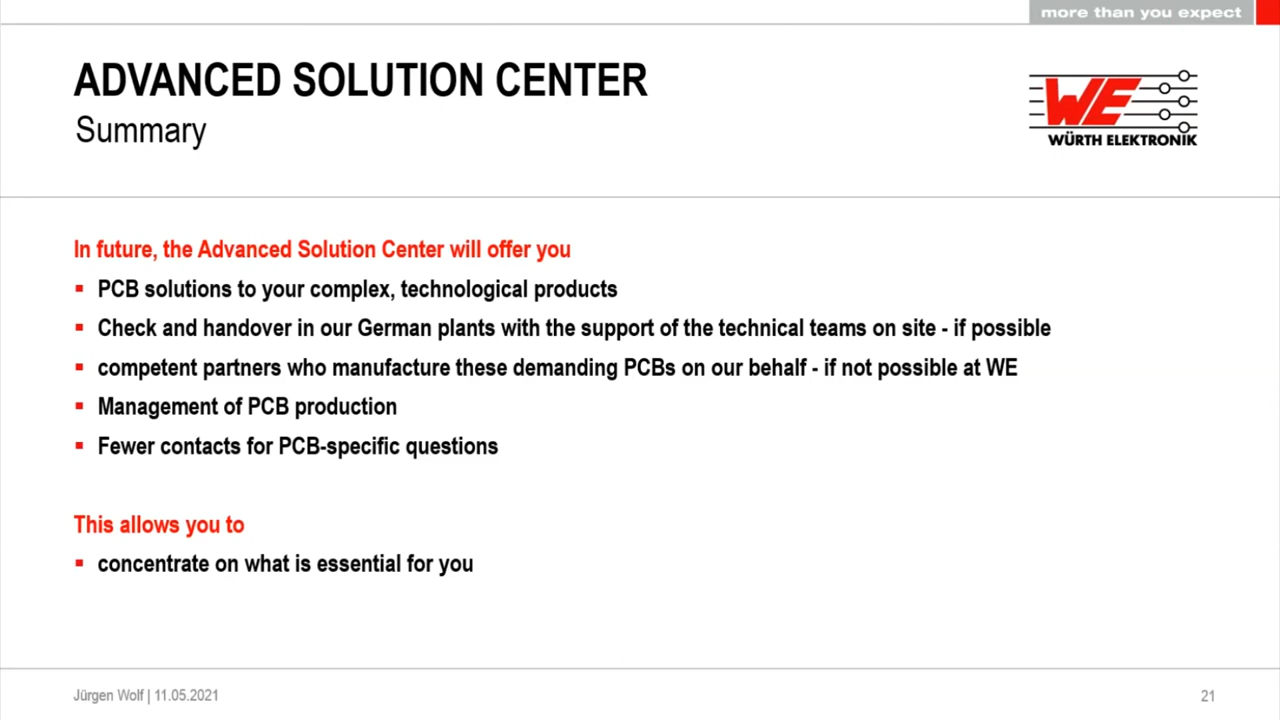 more than you expect
ADVANCED SOLUTION CENTER
Summary
WE
WÜRTH ELEKTRONIK
In future, the Advanced Solution Center will offer you
▪ PCB solutions to your complex, technological products
▪ Check and handover in our German plants with the support of the technical teams on site - if possible
▪ competent partners who manufacture these demanding PCBs on our behalf - if not possible at WE
▪ Management of PCB production
▪ Fewer contacts for PCB-specific questions
This allows you to
▪ concentrate on what is essential for you
Jürgen Wolf | 11.05.2021
21